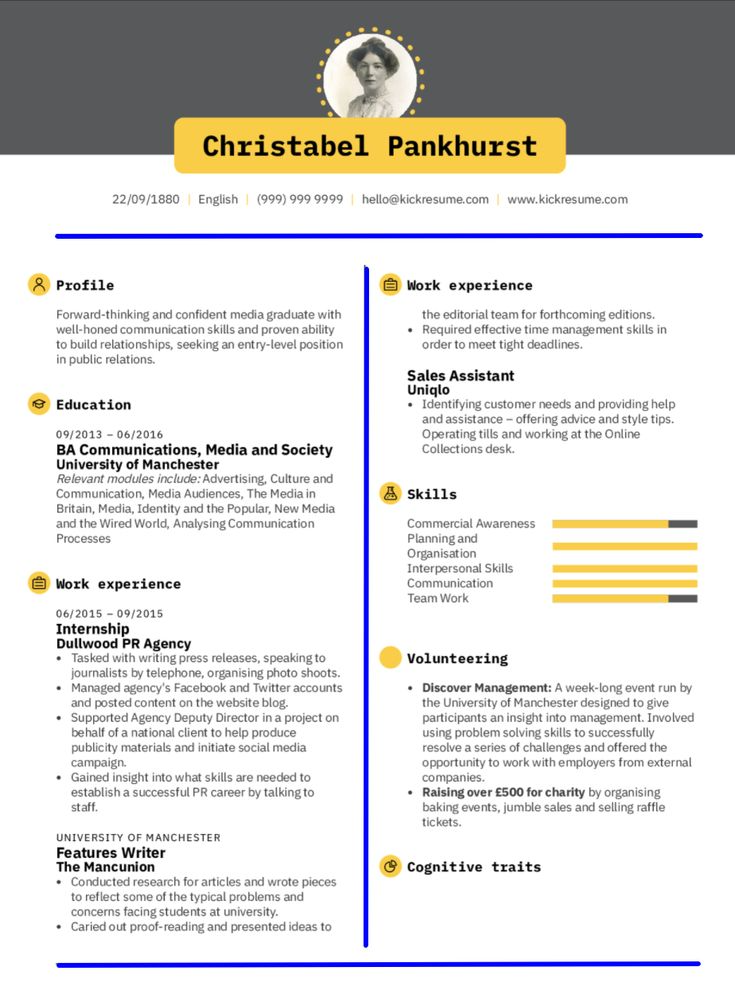 Christabel Pankhurst
22/09/1880 | English | (999) 999 9999 | hello@kickresume.com | www.kickresume.com
Profile
Forward-thinking and confident media graduate with
well-honed communication skills and proven ability
to build relationships, seeking an entry-level position
in public relations.
Education
09/2013 – 06/2016
BA Communications, Media and Society
University of Manchester
Relevant modules include: Advertising, Culture and
Communication, Media Audiences, The Media in
Britain, Media, Identity and the Popular, New Media
and the Wired World, Analysing Communication
Processes
Work experience
06/2015 – 09/2015
Internship
Dullwood PR Agency
• Tasked with writing press releases, speaking to
journalists by telephone, organising photo shoots.
• Managed agency's Facebook and Twitter accounts
and posted content on the website blog.
• Supported Agency Deputy Director in a project on
behalf of a national client to help produce
publicity materials and initiate social media
campaign.
• Gained insight into what skills are needed to
establish a successful PR career by talking to
staff.
UNIVERSITY OF MANCHESTER
Features Writer
The Mancunion
• Conducted research for articles and wrote pieces
to reflect some of the typical problems and
concerns facing students at university.
• Caried out proof-reading and presented ideas to
Work experience
the editorial team for forthcoming editions.
• Required effective time management skills in
order to meet tight deadlines.
Sales Assistant
Uniqlo
• Identifying customer needs and providing help
and assistance – offering advice and style tips.
Operating tills and working at the Online
Collections desk.
Skills
Commercial Awareness
Planning and
Organisation
Interpersonal Skills
Communication
Team Work
Volunteering
• Discover Management: A week-long event run by
the University of Manchester designed to give
participants an insight into management. Involved
using problem solving skills to successfully
resolve a series of challenges and offered the
opportunity to work with employers from external
companies.
• Raising over £500 for charity by organising
baking events, jumble sales and selling raffle
tickets.
Cognitive traits